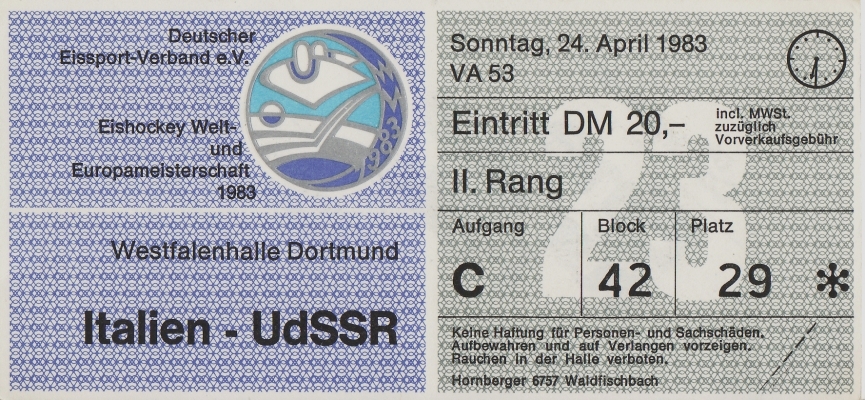 Deutscher
Eissport-Verband e.V.
Eishockey Welt-
und
Europameisterschaft
1983
1983
Westfalenhalle Dortmund
Italien - UdSSR
Sonntag, 24. April 1983
VA 53
23
Eintritt DM 20,–
incl. MWSt.
zuzüglich
Vorverkaufsgebühr
II. Rang
Aufgang Block Platz
C 42 29 *
Keine Haftung für Personen- und Sachschäden.
Aufbewahren und auf Verlangen vorzeigen.
Rauchen in der Halle verboten.
Hornberger 6757 Waldfischbach